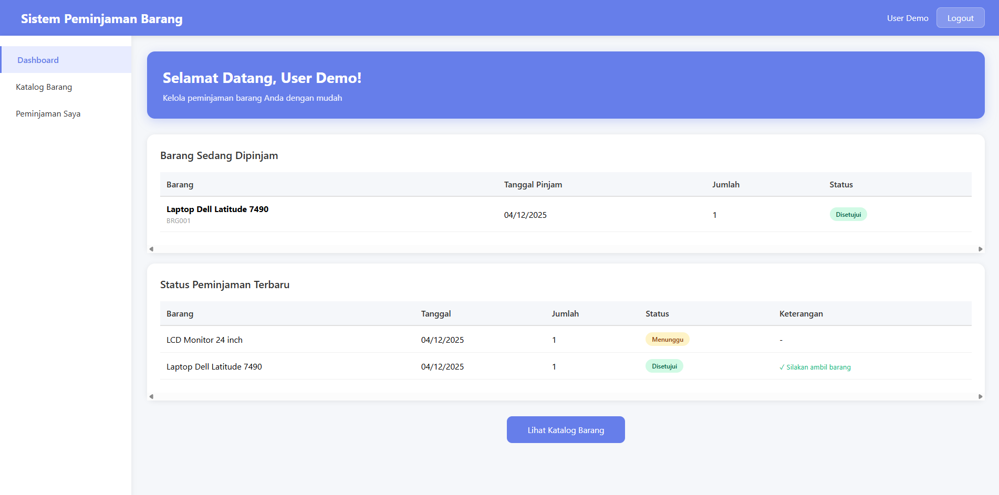 Sistem Peminjaman Barang
User Demo
Logout
Dashboard
Katalog Barang
Peminjaman Saya
Selamat Datang, User Demo!
Kelola peminjaman barang Anda dengan mudah
Barang Sedang Dipinjam
Barang Tanggal Pinjam Jumlah Status
Laptop Dell Latitude 7490 04/12/2025 1 Disetujui
BRG001
Status Peminjaman Terbaru
Barang Tanggal Jumlah Status Keterangan
LCD Monitor 24 inch 04/12/2025 1 Menunggu -
Laptop Dell Latitude 7490 04/12/2025 1 Disetujui ✓ Silakan ambil barang
Lihat Katalog Barang